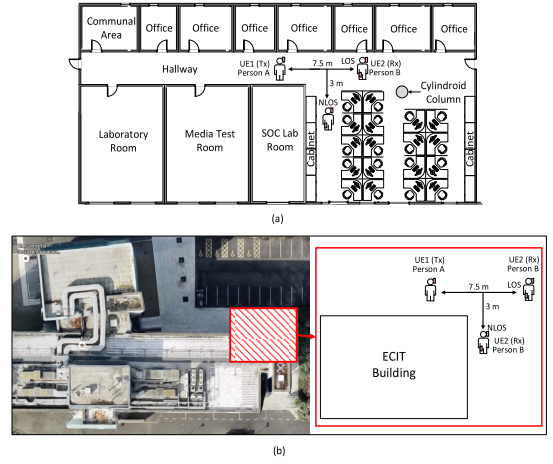 Communal
Area
Office
Office
Office
Office
Office
Office
Hallway
UE1 (Tx)
Person A
7.5 m
LOS
UE2 (Rx)
Person B
3 m
NLOS
Cylindroid
Column
Laboratory
Room
Media Test
Room
SOC Lab
Room
Cabinet
Cabinet
(a)
UE1 (Tx)
Person A
UE2 (Rx)
Person B
7.5 m
LOS
3 m
NLOS
UE2 (Rx)
Person B
ECIT
Building
(b)